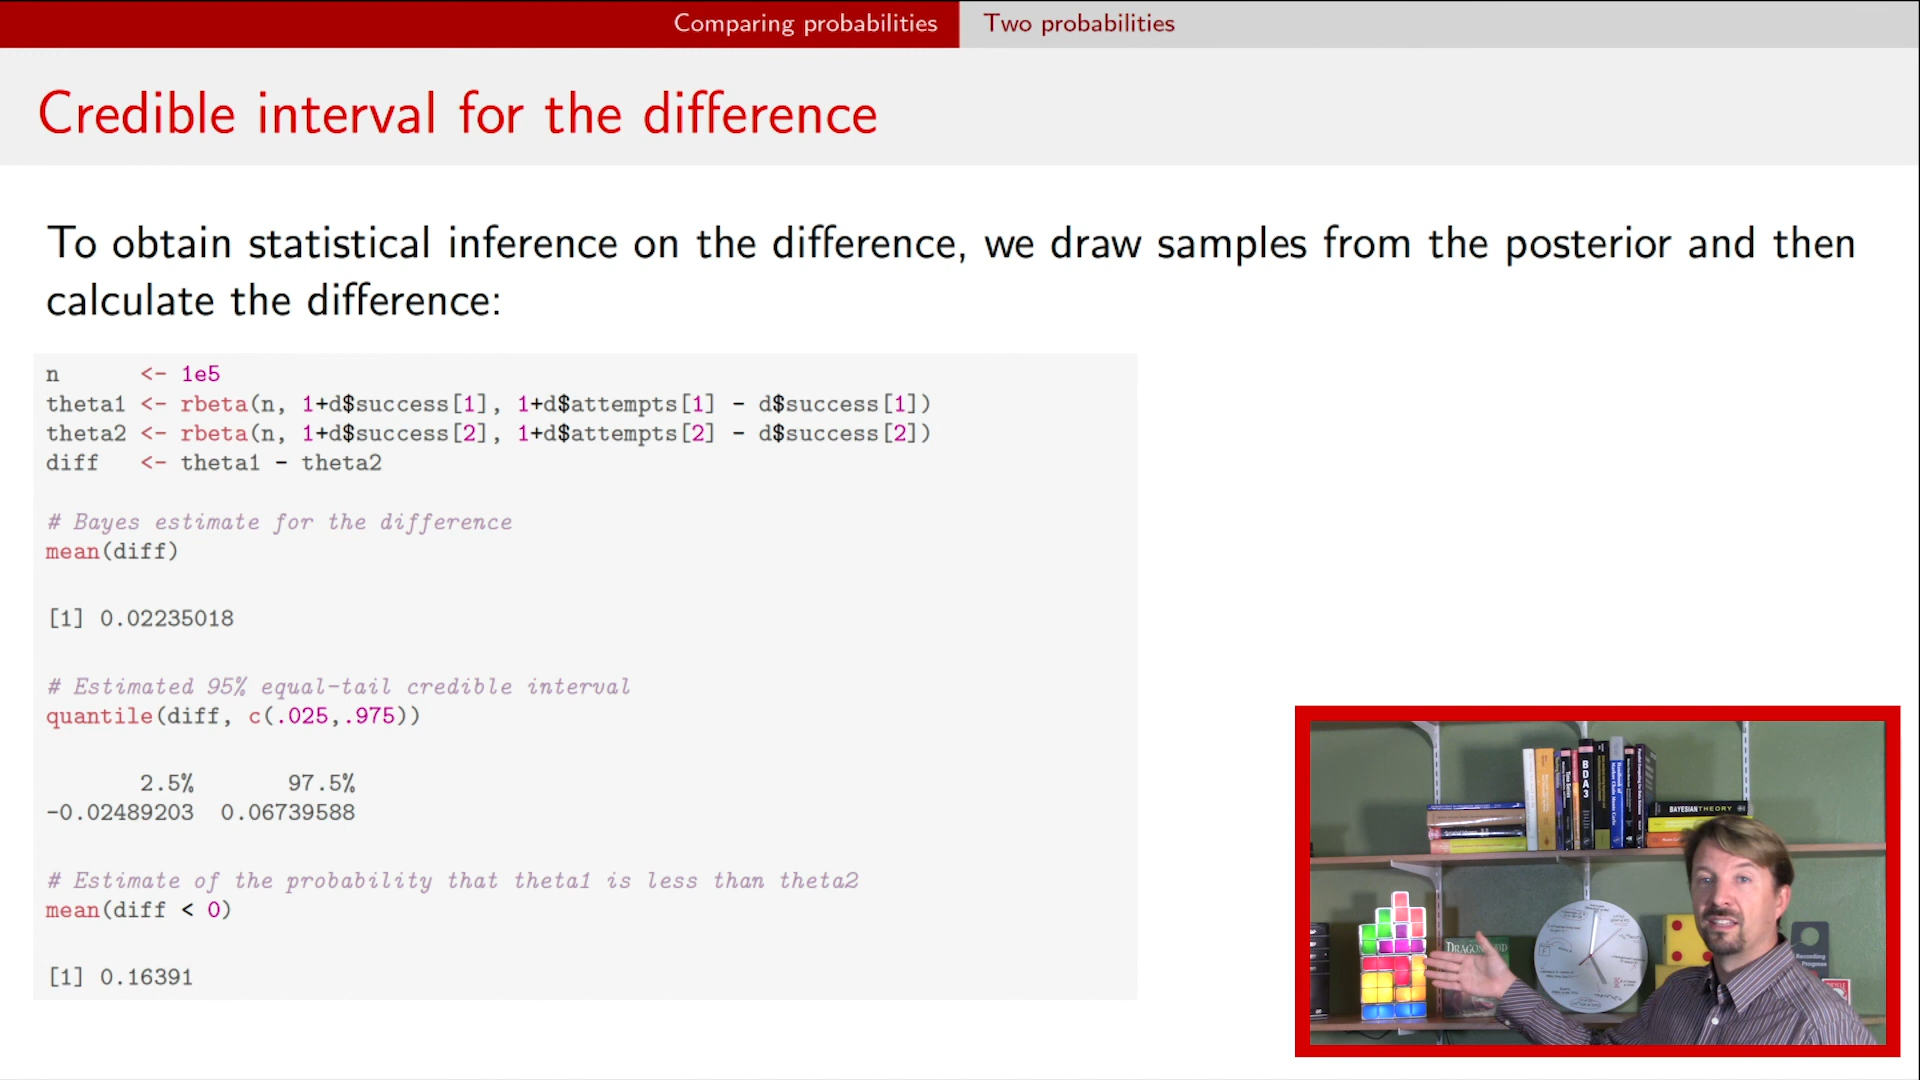 Comparing probabilities
Two probabilities
Credible interval for the difference
To obtain statistical inference on the difference, we draw samples from the posterior and then
calculate the difference:
n      <- 1e5
theta1 <- rbeta(n, 1+d$success[1], 1+d$attempts[1] - d$success[1])
theta2 <- rbeta(n, 1+d$success[2], 1+d$attempts[2] - d$success[2])
diff   <- theta1 - theta2
# Bayes estimate for the difference
mean(diff)
[1] 0.02235018
# Estimated 95% equal-tail credible interval
quantile(diff, c(.025,.975))
       2.5%       97.5%
-0.02489203  0.06739588
# Estimate of the probability that theta1 is less than theta2
mean(diff < 0)
[1] 0.16391
BDA3
BAYESIAN THEORY
Recording
Progress